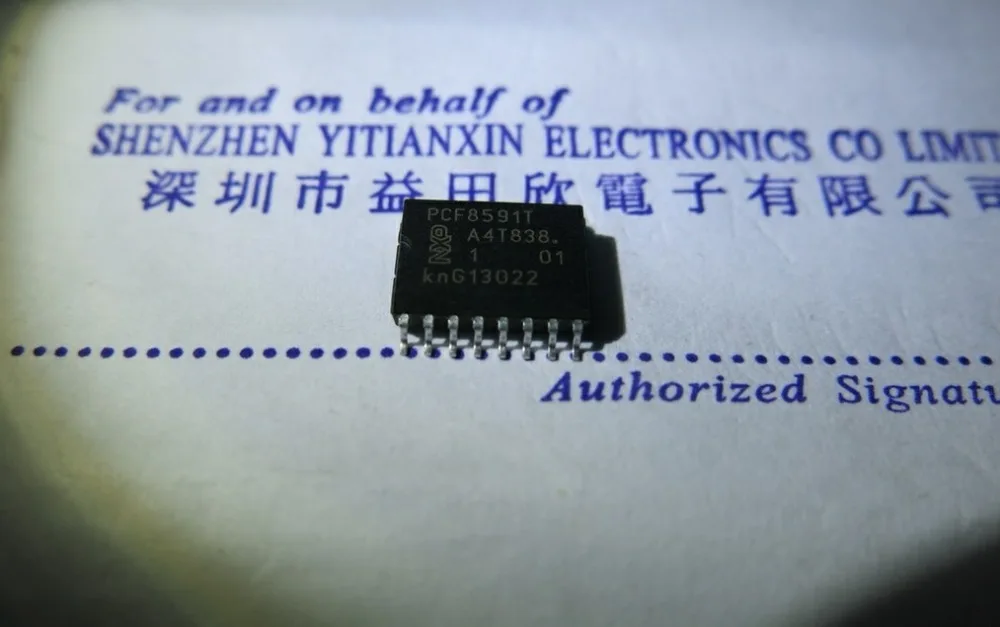 For and on behalf of
SHENZHEN YITIANXIN ELECTRONICS CO LIMIT
深圳市益田欣電子有限公司
PCF8591T
NXP
A4T838.
1 01
knG13022
Authorized Signatu